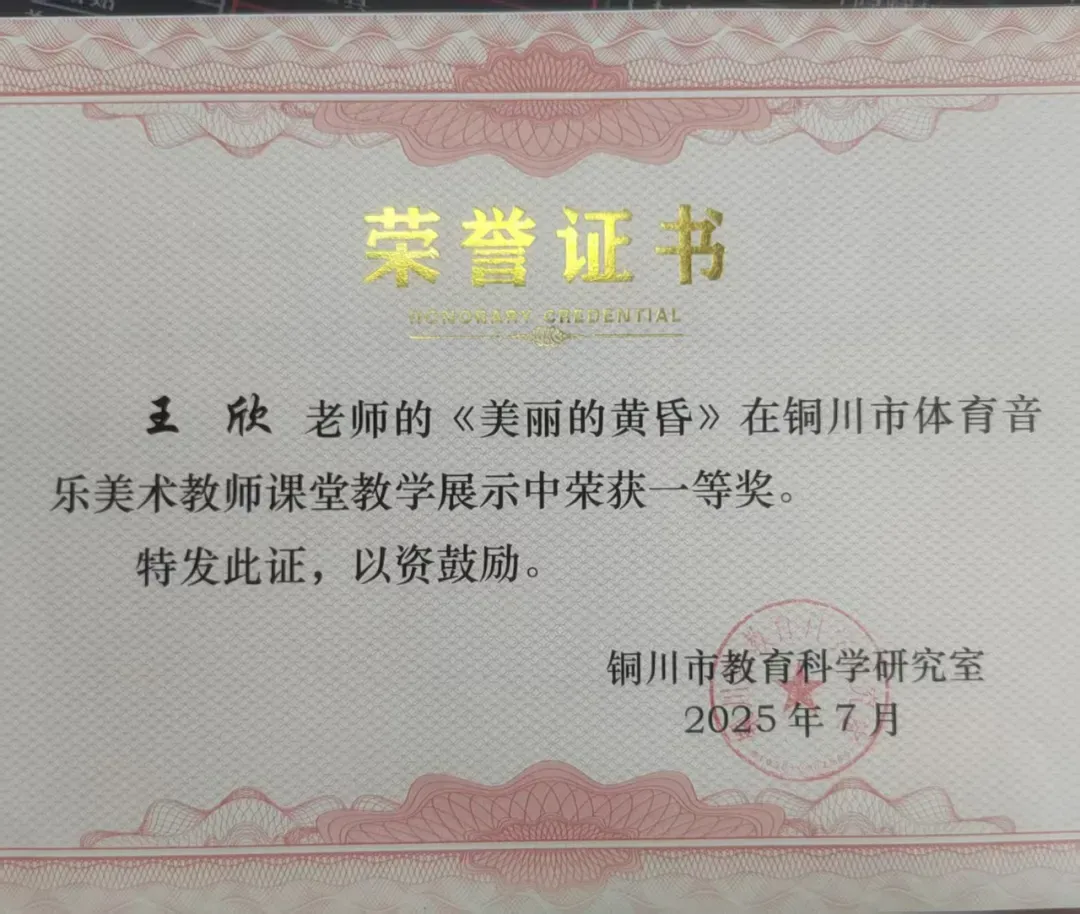 荣誉证书
HONORARY CREDENTIAL
王 欣 老师的《美丽的黄昏》在铜川市体育音
乐美术教师课堂教学展示中荣获一等奖。
特发此证，以资鼓励。
铜川市教育科学研究室
2025年7月